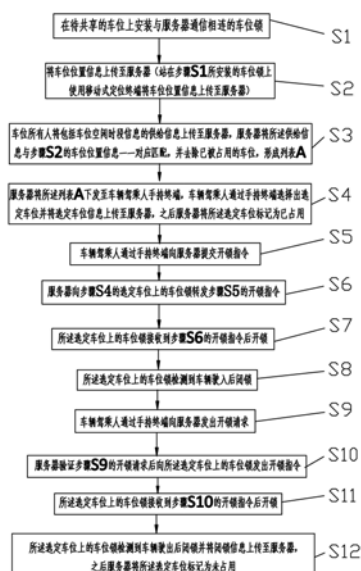 在待共享的车位上安装与服务器通信相连的车位锁
S1
将车位位置信息上传至服务器(站在步骤S1所安装的车位锁上
使用移动式定位终端将车位位置信息上传至服务器)
S2
车位所有人将包括车位空闲时段信息的供给信息上传至服务器,服务器将所述供给信
息与步骤S2的车位位置信息一一对应匹配,并去除已被占用的车位,形成列表A
S3
服务器将所述列表A下发至车辆驾乘人手持终端,车辆驾乘人通过手持终端选择出选
定车位并将选定车位信息上传至服务器,之后服务器将所述选定车位标记为已占用
S4
车辆驾乘人通过手持终端向服务器提交开锁指令
S5
服务器向步骤S4的选定车位上的车位锁转发步骤S5的开锁指令
S6
所述选定车位上的车位锁接收到步骤S6的开锁指令后开锁
S7
所述选定车位上的车位锁检测到车辆驶入后闭锁
S8
车辆驾乘人通过手持终端向服务器发出开锁请求
S9
服务器验证步骤S9的开锁请求后向所述选定车位上的车位锁发出开锁指令
S10
所述选定车位上的车位锁接收到步骤S10的开锁指令后开锁
S11
所述选定车位上的车位锁检测到车辆驶出后闭锁并将闭锁信息上传至服务器,
之后服务器将所述选定车位标记为未占用
S12